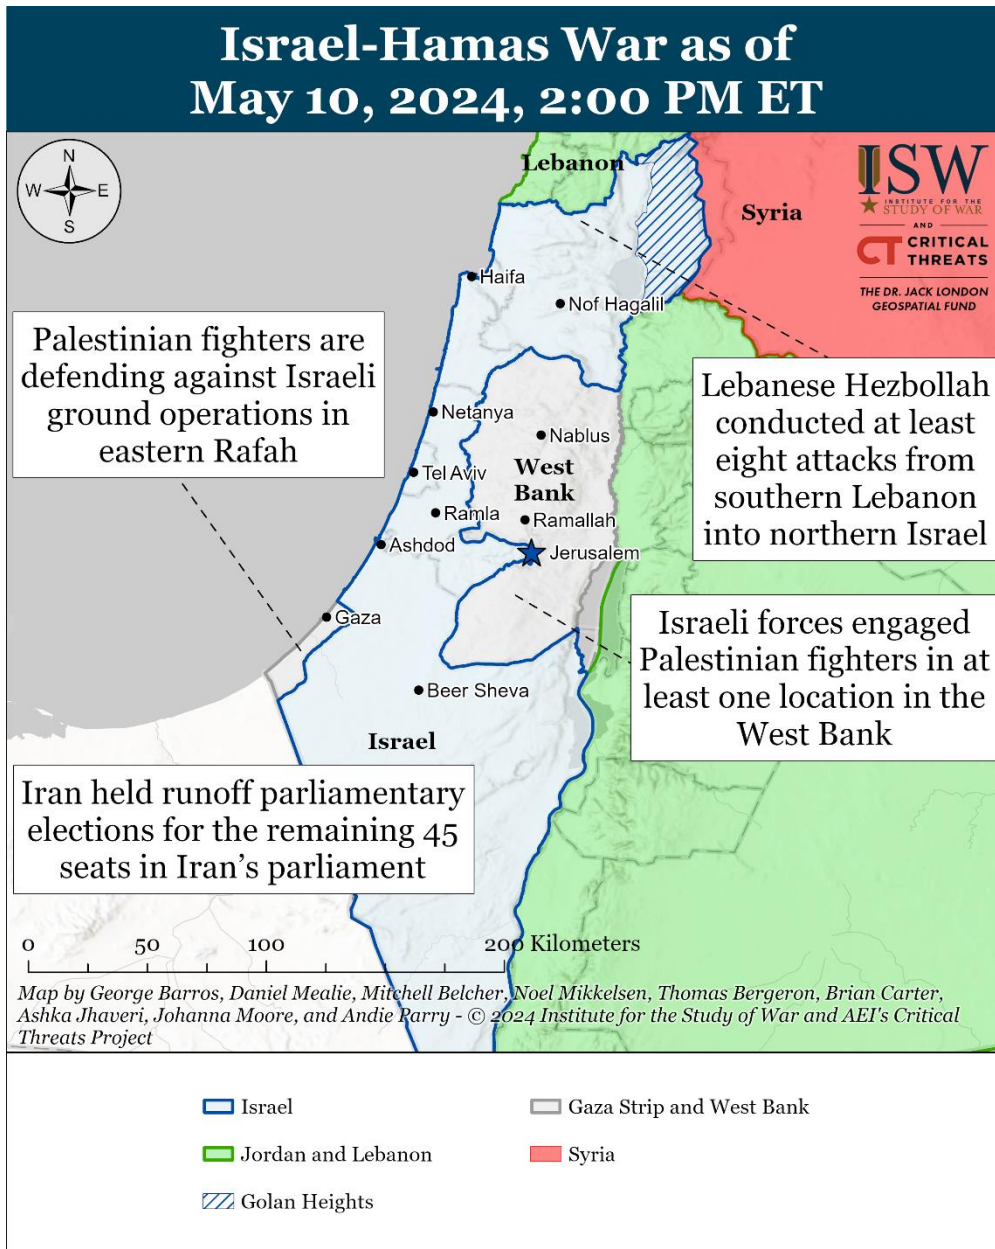 Israel-Hamas War as of
May 10, 2024, 2:00 PM ET
N
W
E
S
Lebanon
Syria
ISW
INSTITUTE FOR THE
STUDY OF WAR
AND
CT CRITICAL
THREATS
THE DR. JACK LONDON
GEOSPATIAL FUND
Haifa
Nof Hagalil
Palestinian fighters are
defending against Israeli
ground operations in
eastern Rafah
Lebanese Hezbollah
conducted at least
eight attacks from
southern Lebanon
into northern Israel
Netanya
Nablus
West
Bank
Tel Aviv
Ramla
Ramallah
Ashdod
Jerusalem
Gaza
Israeli forces engaged
Palestinian fighters in at
least one location in the
West Bank
Beer Sheva
Israel
Iran held runoff parliamentary
elections for the remaining 45
seats in Iran's parliament
0 50 100 200 Kilometers
Map by George Barros, Daniel Mealie, Mitchell Belcher, Noel Mikkelsen, Thomas Bergeron, Brian Carter,
Ashka Jhaveri, Johanna Moore, and Andie Parry - © 2024 Institute for the Study of War and AEI's Critical
Threats Project
Israel
Gaza Strip and West Bank
Jordan and Lebanon
Syria
Golan Heights